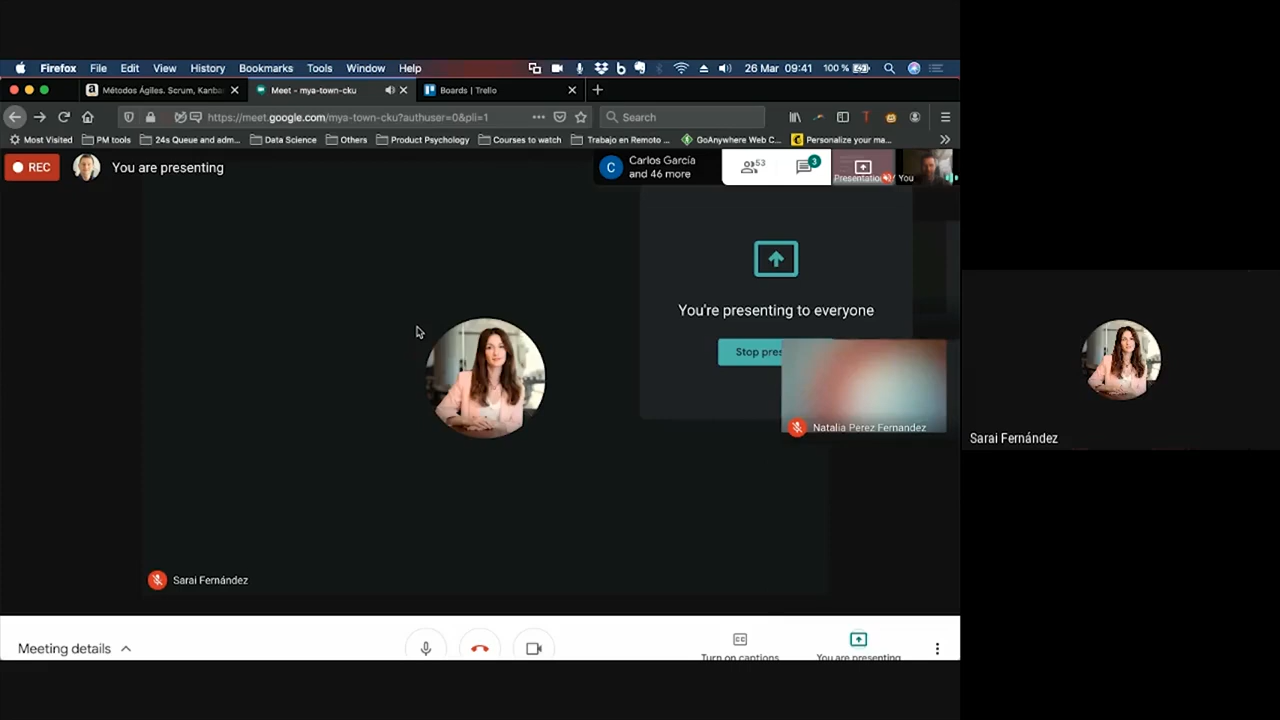 Firefox File Edit View History Bookmarks Tools Window Help 26 Mar 09:41 100 %
Métodos Ágiles. Scrum, Kanba
Meet - mya-town-cku
Boards | Trello
https://meet.google.com/mya-town-cku?authuser=0&pli=1
Search
Most Visited PM tools 24s Queue and adm... Data Science Others Product Psychology Courses to watch Trabajo en Remoto ... GoAnywhere Web C... Personalize your ma...
REC
You are presenting
C
Carlos García
and 46 more
53
3
You
You're presenting to everyone
Stop pres
Natalia Perez Fernandez
Sarai Fernández
Sarai Fernández
Meeting details
CC
Turn on captions
You are presenting